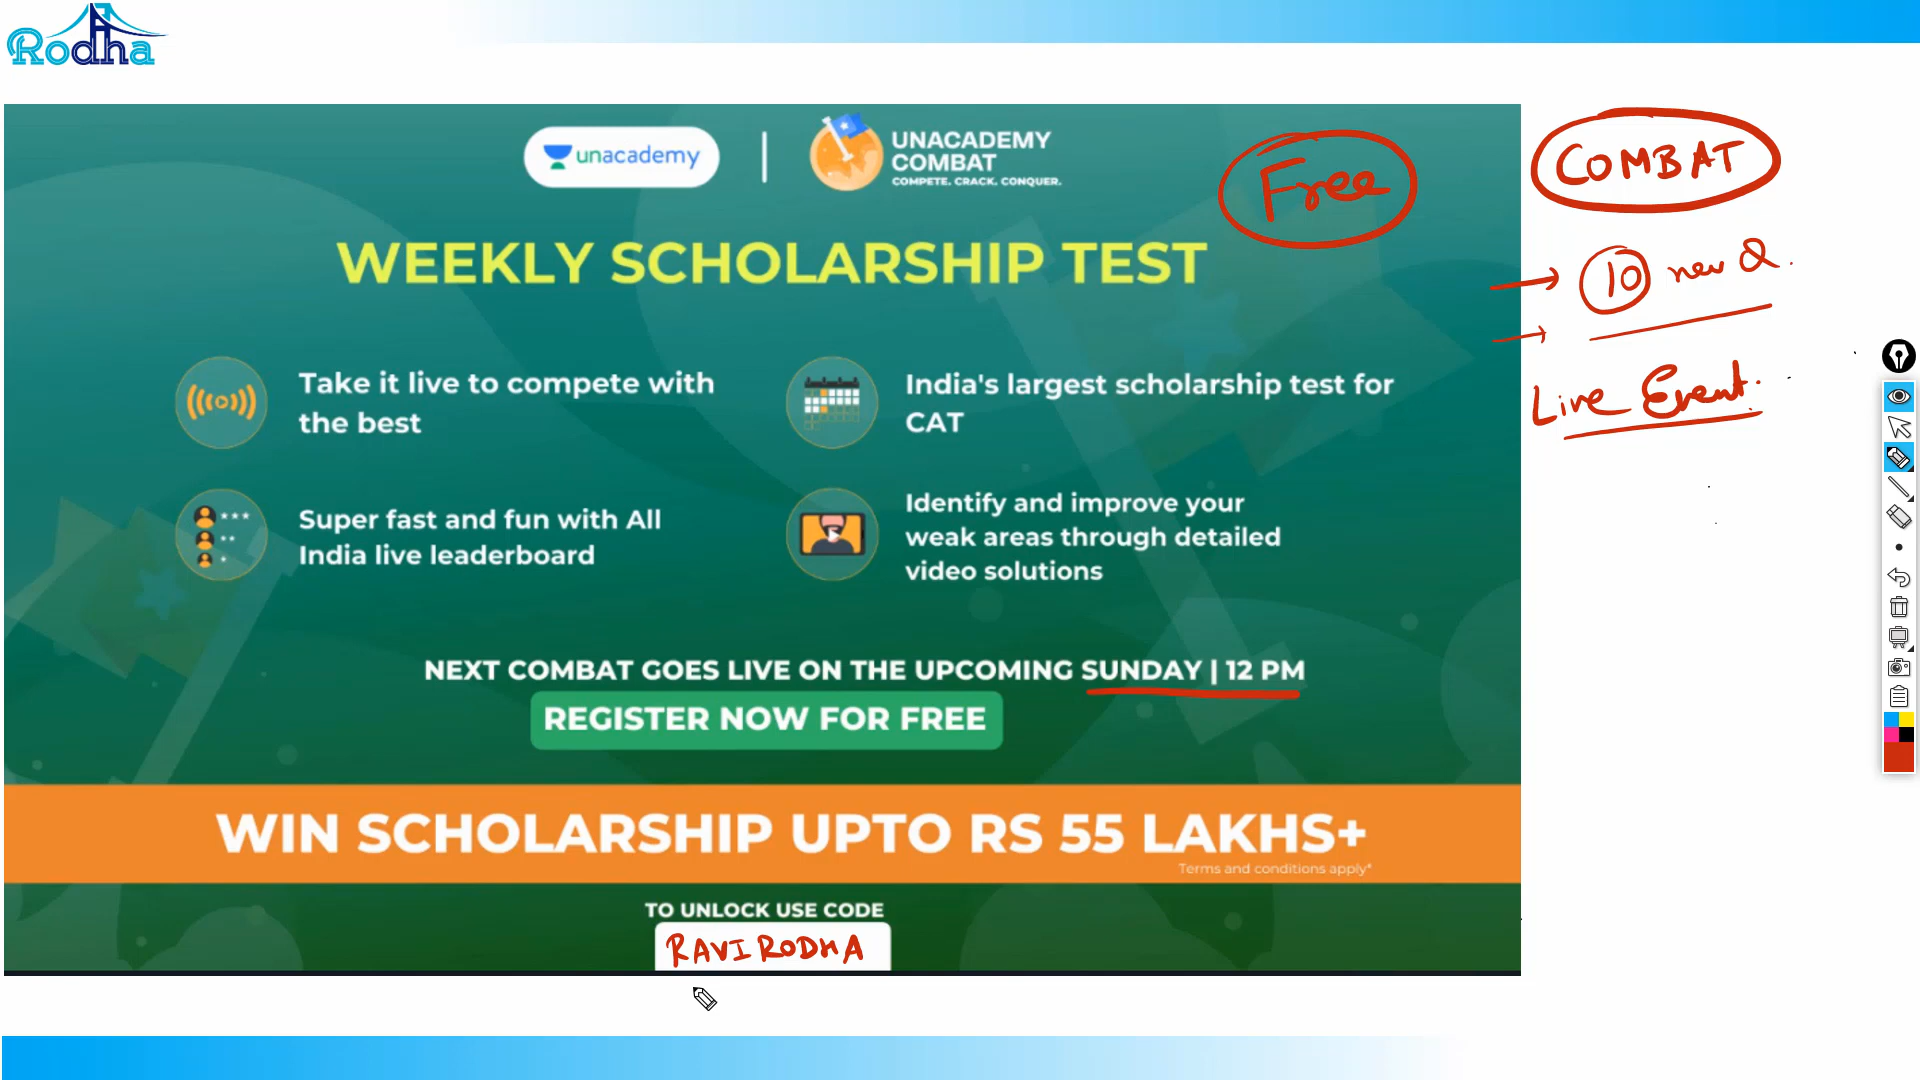 Rodha
unacademy
UNACADEMY
COMBAT
COMPETE. CRACK. CONQUER.
Free
COMBAT
WEEKLY SCHOLARSHIP TEST
10 new Q.
Live Event.
Take it live to compete with
the best
India's largest scholarship test for
CAT
Super fast and fun with All
India live leaderboard
Identify and improve your
weak areas through detailed
video solutions
NEXT COMBAT GOES LIVE ON THE UPCOMING SUNDAY | 12 PM
REGISTER NOW FOR FREE
WIN SCHOLARSHIP UPTO RS 55 LAKHS+
Terms and conditions apply*
TO UNLOCK USE CODE
RAVIRODHA